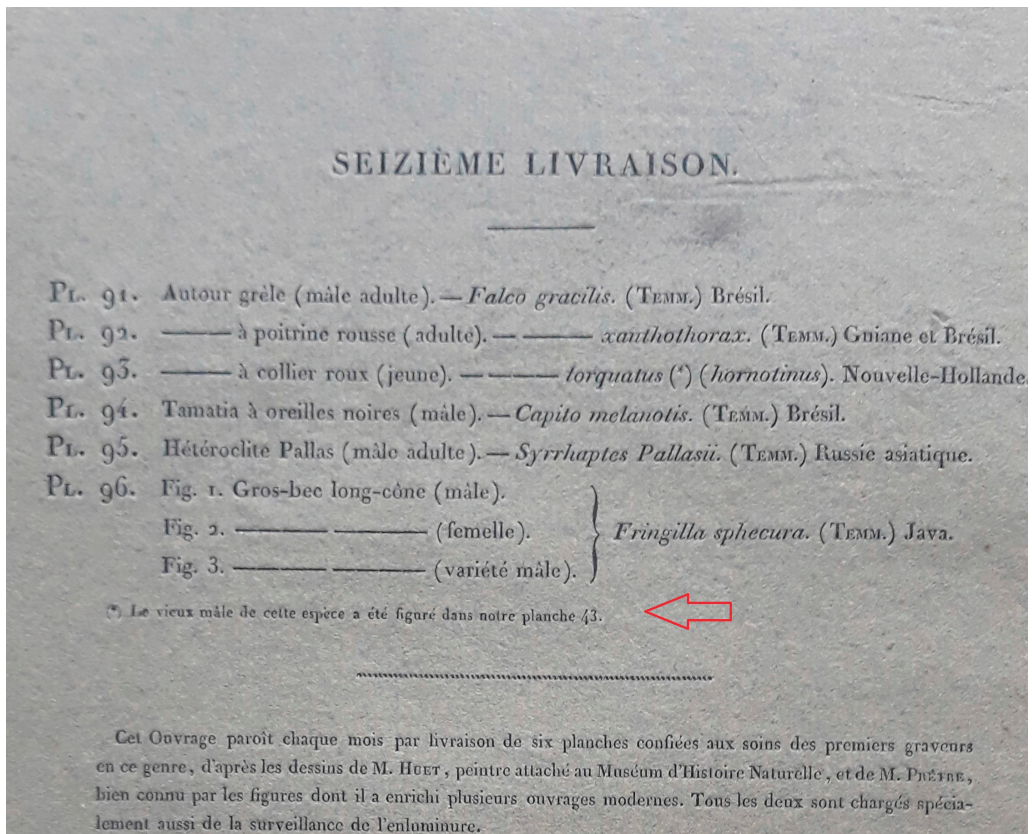 SEIZIÈME LIVRAISON.
PL. 91. Autour grèle (mâle adulte). — Falco gracilis. (TEMM.) Brésil.
PL. 92. ——— à poitrine rousse (adulte). — ——— xanthothorax. (TEMM.) Guiane et Brésil.
PL. 93. ——— à collier roux (jeune). — ——— torquatus (*) (hornotinus). Nouvelle-Hollande.
PL. 94. Tamatia à oreilles noires (mâle). — Capito melanotis. (TEMM.) Brésil.
PL. 95. Hétéroclite Pallas (mâle adulte). — Syrrhaptes Pallasii. (TEMM.) Russie asiatique.
PL. 96. Fig. 1. Gros-bec long-cône (mâle).
Fig. 2. ——— ——— (femelle). } Fringilla sphecura. (TEMM.) Java.
Fig. 3. ——— ——— (variété mâle).
(*) Le vieux mâle de cette espèce a été figuré dans notre planche 43.
Cet Ouvrage paroît chaque mois par livraison de six planches confiées aux soins des premiers graveurs
en ce genre, d'après les dessins de M. HUET, peintre attaché au Muséum d'Histoire Naturelle, et de M. PRÊTRE,
bien connu par les figures dont il a enrichi plusieurs ouvrages modernes. Tous les deux sont chargés spécia-
lement aussi de la surveillance de l'enluminure.